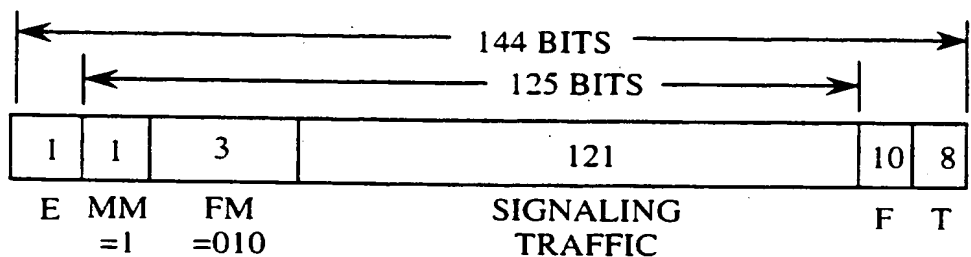 144 BITS
125 BITS
1 1 3 121 10 8
E MM FM SIGNALING F T
=1 =010 TRAFFIC